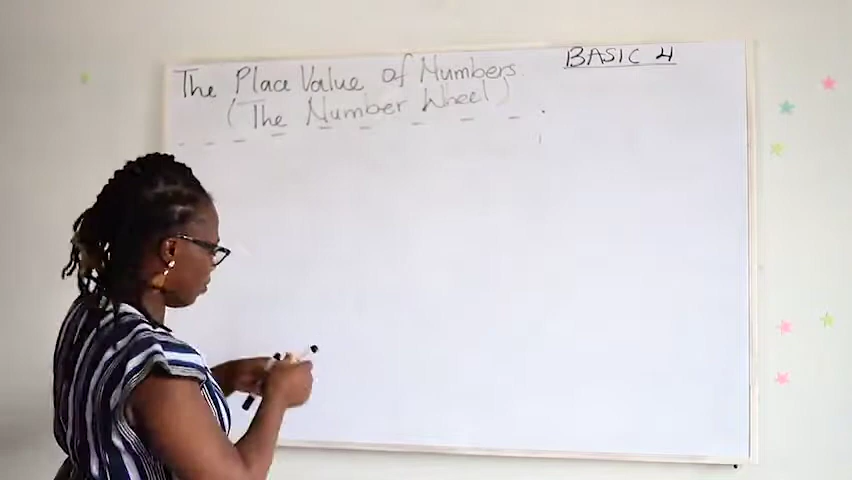 The Place Value of Numbers
(The Number Wheel)
BASIC 4